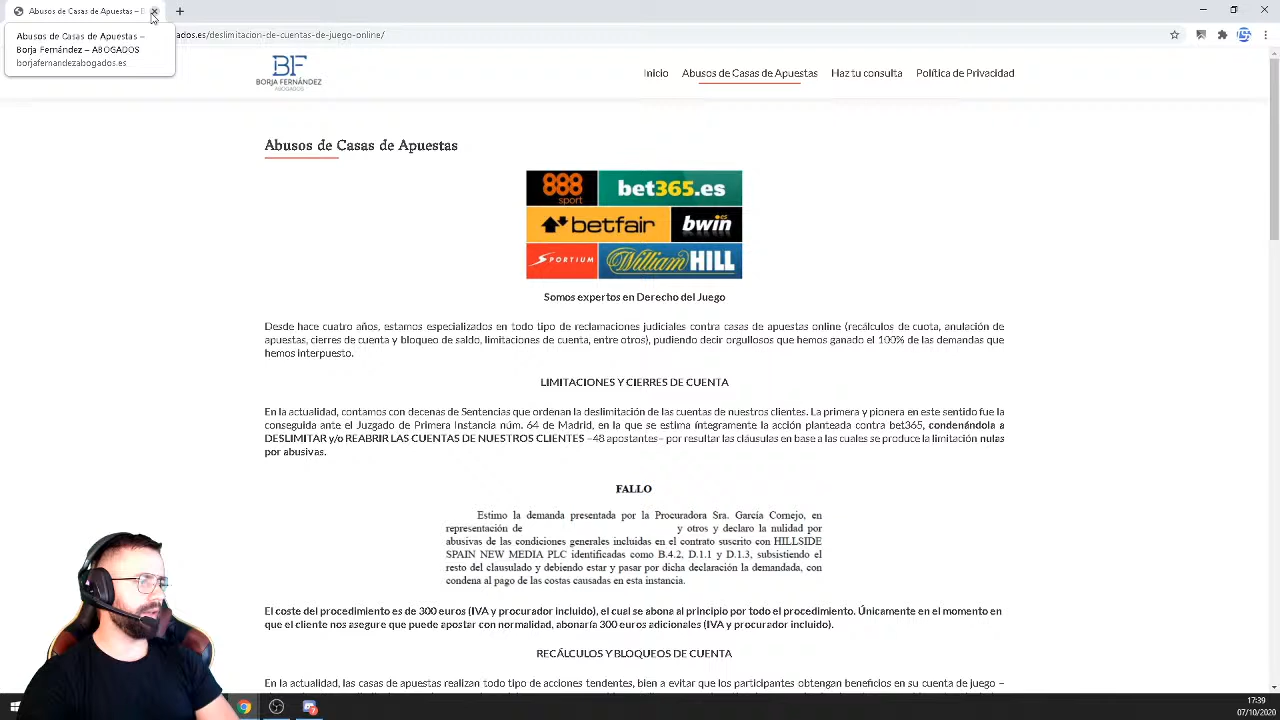 Abusos de Casas de Apuestas – B
Abusos de Casas de Apuestas –
Borja Fernández – ABOGADOS
borjafernandezabogados.es
ados.es/deslimitacion-de-cuentas-de-juego-online/
BF
BORJA FERNÁNDEZ
ABOGADOS
Inicio
Abusos de Casas de Apuestas
Haz tu consulta
Política de Privacidad
Abusos de Casas de Apuestas
888 sport
bet365.es
betfair
bwin.es
SPORTIUM
William HILL
Somos expertos en Derecho del Juego
Desde hace cuatro años, estamos especializados en todo tipo de reclamaciones judiciales contra casas de apuestas online (recálculos de cuota, anulación de
apuestas, cierres de cuenta y bloqueo de saldo, limitaciones de cuenta, entre otros), pudiendo decir orgullosos que hemos ganado el 100% de las demandas que
hemos interpuesto.
LIMITACIONES Y CIERRES DE CUENTA
En la actualidad, contamos con decenas de Sentencias que ordenan la deslimitación de las cuentas de nuestros clientes. La primera y pionera en este sentido fue la
conseguida ante el Juzgado de Primera Instancia núm. 64 de Madrid, en la que se estima íntegramente la acción planteada contra bet365, condenándola a
DESLIMITAR y/o REABRIR LAS CUENTAS DE NUESTROS CLIENTES –48 apostantes– por resultar las cláusulas en base a las cuales se produce la limitación nulas
por abusivas.
FALLO
Estimo la demanda presentada por la Procuradora Sra. García Cornejo, en
representación de y otros y declaro la nulidad por
abusivas de las condiciones generales incluidas en el contrato suscrito con HILLSIDE
SPAIN NEW MEDIA PLC identificadas como B.4.2, D.1.1 y D.1.3, subsistiendo el
resto del clausulado y debiendo estar y pasar por dicha declaración la demandada, con
condena al pago de las costas causadas en esta instancia.
El coste del procedimiento es de 300 euros (IVA y procurador incluido), el cual se abona al principio por todo el procedimiento. Únicamente en el momento en
que el cliente nos asegure que puede apostar con normalidad, abonaría 300 euros adicionales (IVA y procurador incluido).
RECÁLCULOS Y BLOQUEOS DE CUENTA
En la actualidad, las casas de apuestas realizan todo tipo de acciones tendentes, bien a evitar que los participantes obtengan beneficios en su cuenta de juego –
17:39
07/10/2020